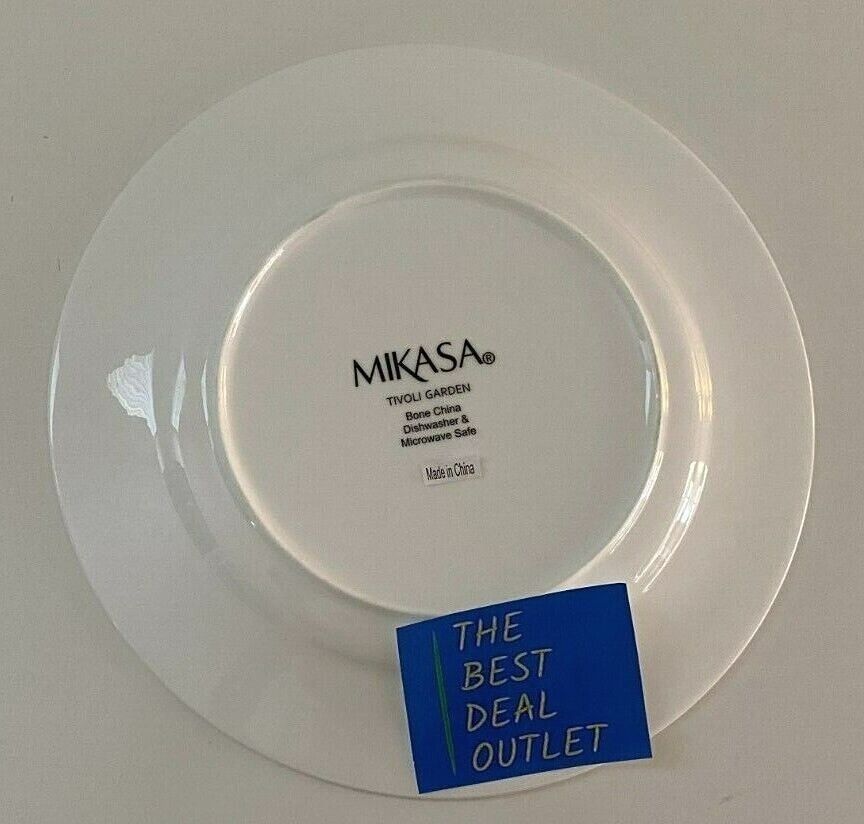 MIKASA®
TIVOLI GARDEN
Bone China
Dishwasher &
Microwave Safe
Made in China
THE
BEST
DEAL
OUTLET